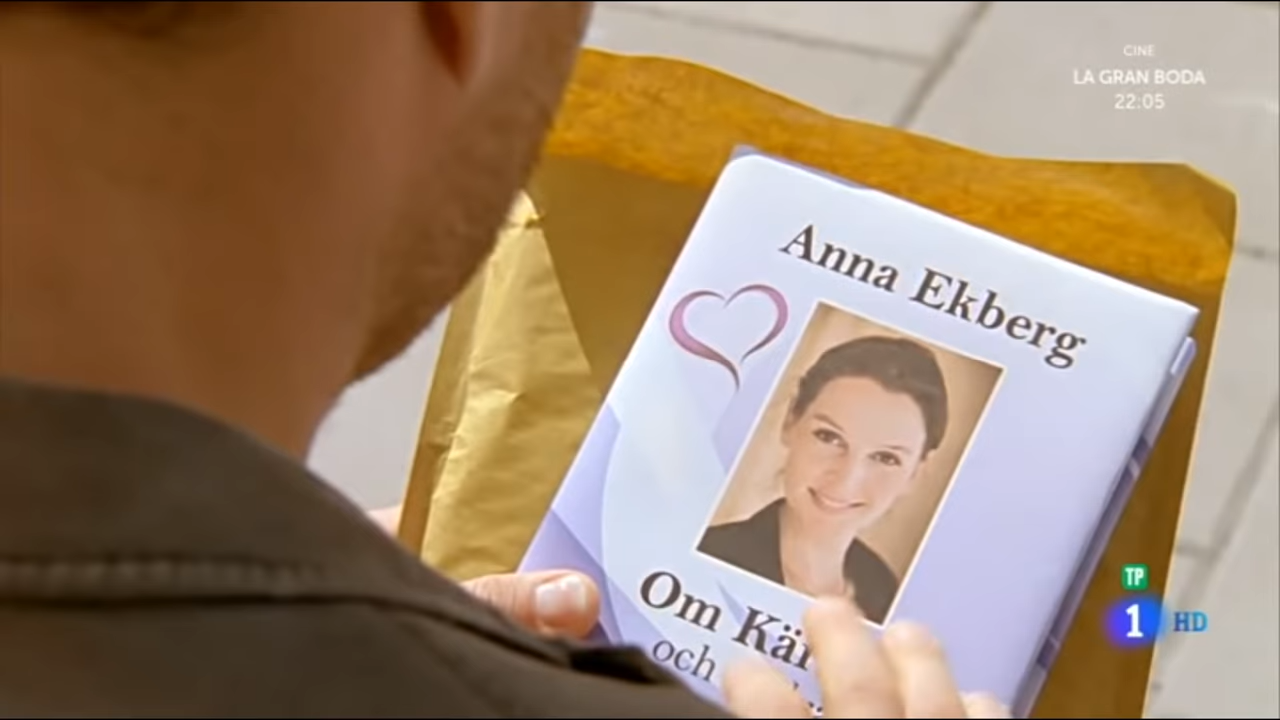 CINE
LA GRAN BODA
22:05
Anna Ekberg
Om
och
TP
1 HD